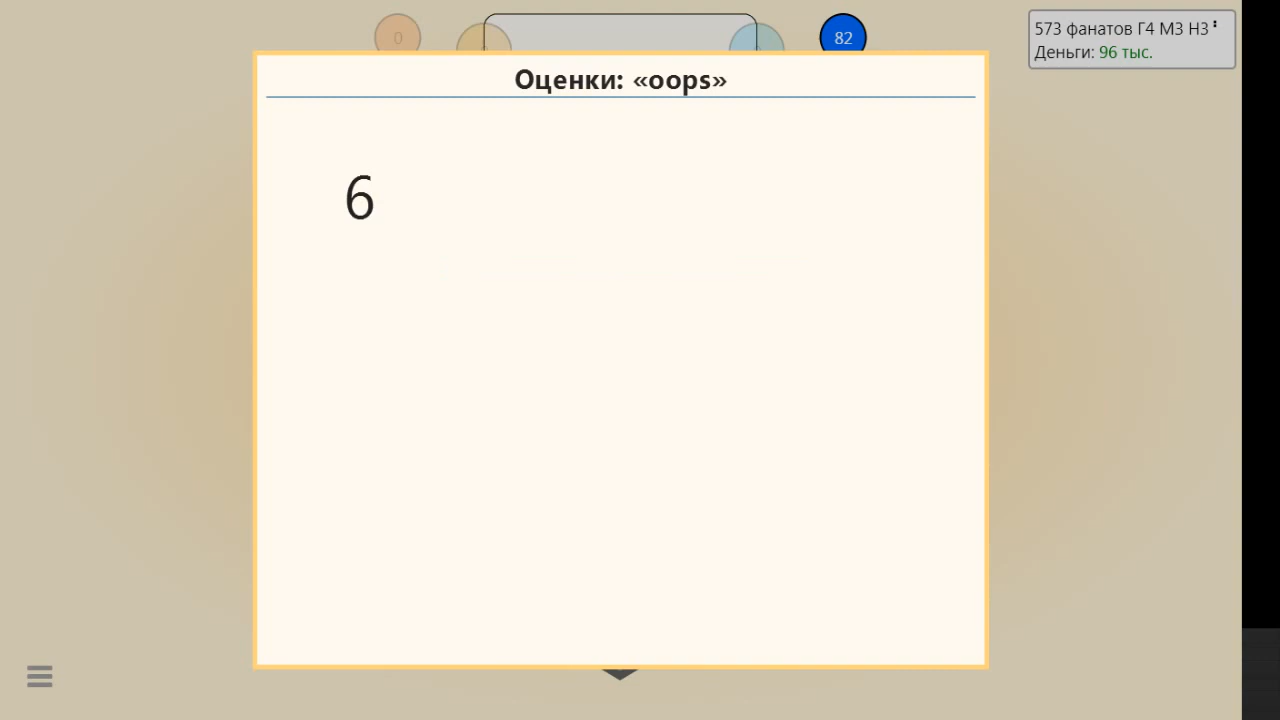 0
82
573 фанатов Г4 М3 Н3
Деньги: 96 тыс.
Оценки: «oops»
6